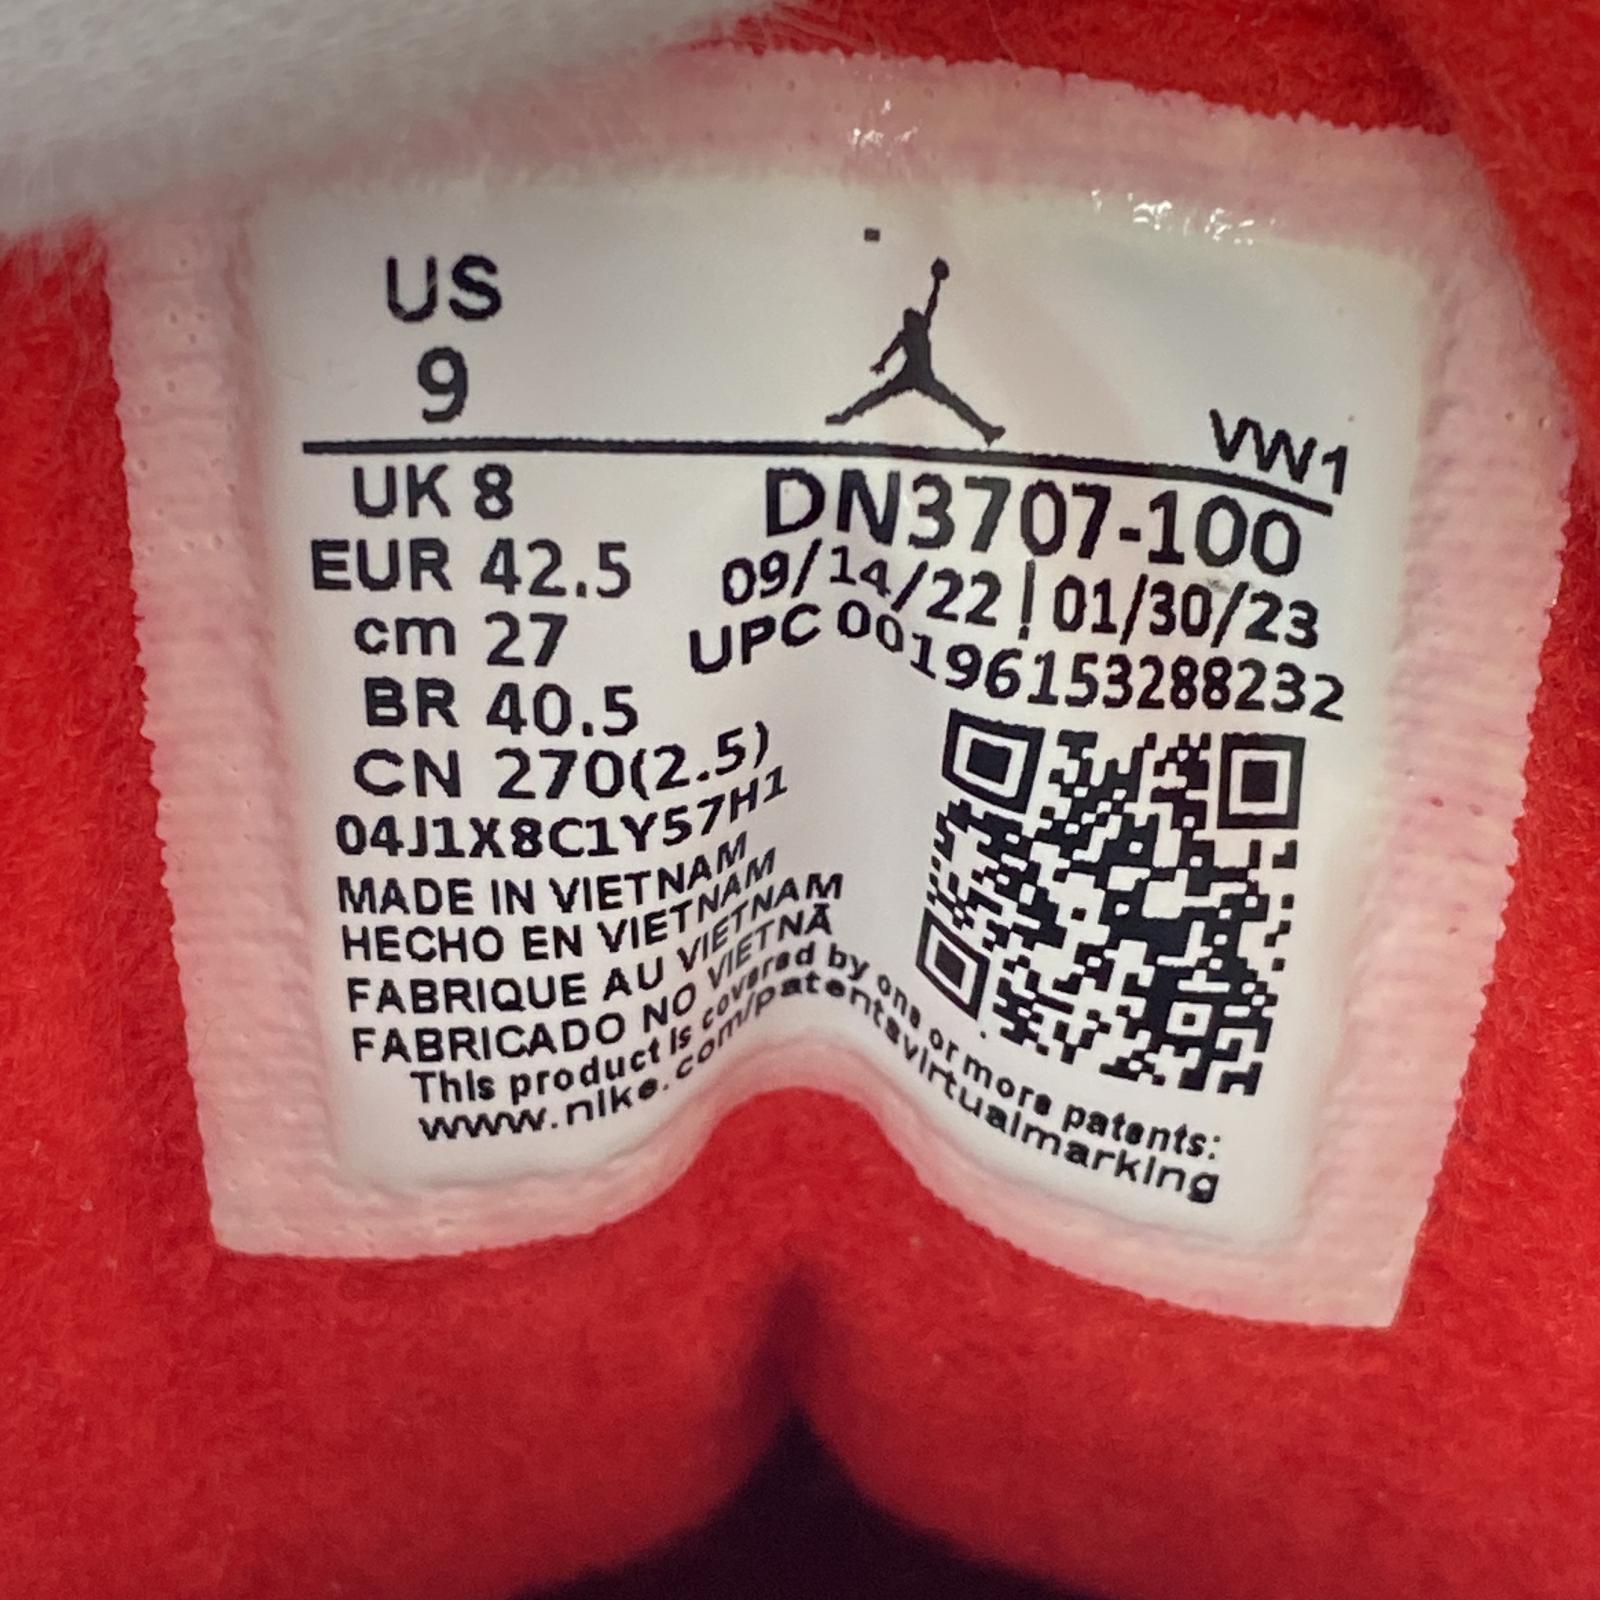 US
9
VW1
UK 8
EUR 42.5
cm 27
BR 40.5
CN 270(2.5)
04J1X8C1Y57H1
DN3707-100
09/14/22 | 01/30/23
UPC 00196153288232
MADE IN VIETNAM
HECHO EN VIETNAM
FABRIQUE AU VIETNAM
FABRICADO NO VIETNÃ
This product is covered by one or more patents:
www.nike.com/patentsvirtualmarking